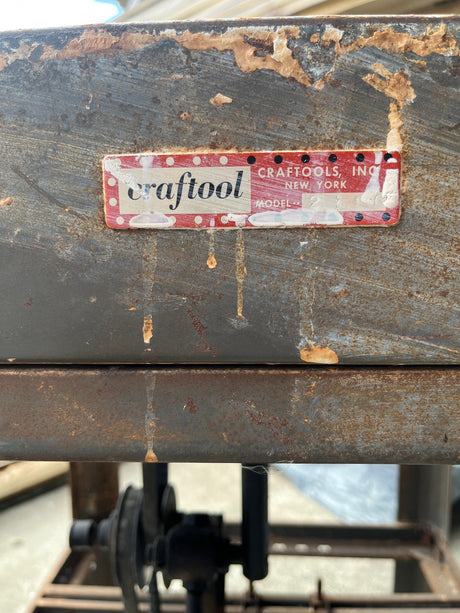 craftool
CRAFTOOLS, INC
NEW YORK
MODEL--